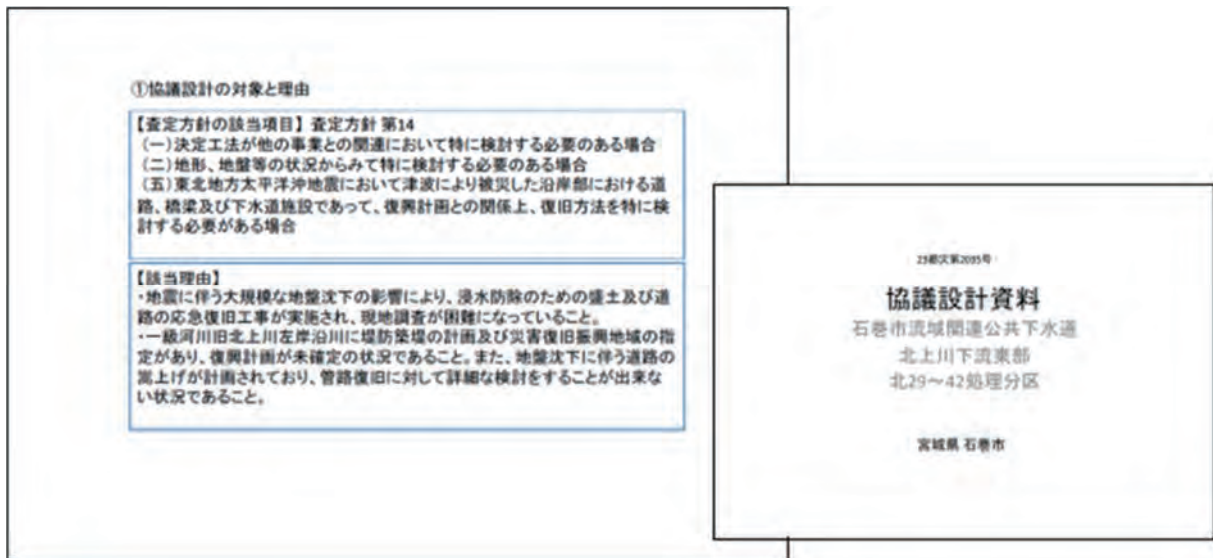 ①協議設計の対象と理由
【査定方針の該当項目】 査定方針 第14
(一)決定工法が他の事業との関連において特に検討する必要のある場合
(二)地形、地盤等の状況からみて特に検討する必要のある場合
(五)東北地方太平洋沖地震において津波により被災した沿岸部における道
路、橋梁及び下水道施設であって、復興計画との関係上、復旧方法を特に検
討する必要がある場合
【該当理由】
・地震に伴う大規模な地盤沈下の影響により、浸水防除のための盛土及び道
路の応急復旧工事が実施され、現地調査が困難になっていること。
・一級河川旧北上川左岸沿川に堤防築堤の計画及び災害復旧振興地域の指
定があり、復興計画が未確定の状況であること。また、地盤沈下に伴う道路の
嵩上げが計画されており、管路復旧に対して詳細な検討をすることが出来な
い状況であること。
23都災第2035号
協議設計資料
石巻市流域関連公共下水道
北上川下流東部
北29～42処理分区
宮城県 石巻市